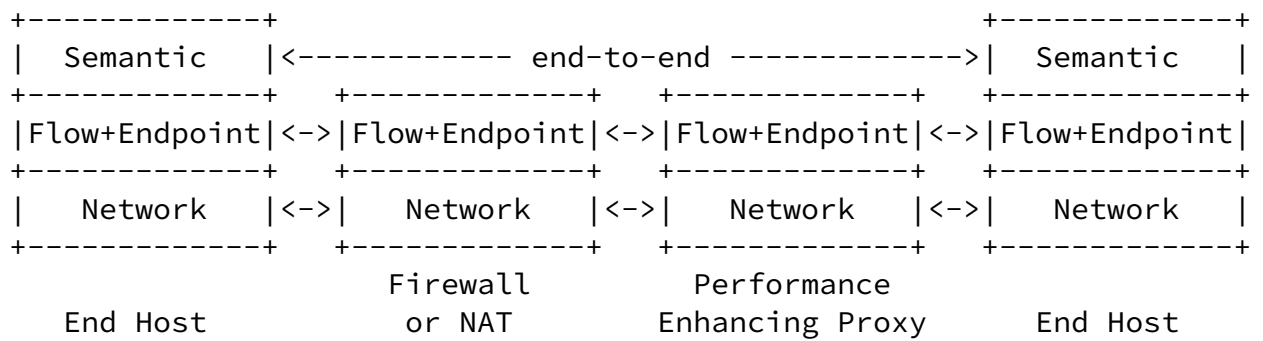 +-------------+                                     +-------------+
|  Semantic   |<------------ end-to-end ------------->|  Semantic   |
+-------------+   +-------------+   +-------------+   +-------------+
|Flow+Endpoint|<->|Flow+Endpoint|<->|Flow+Endpoint|<->|Flow+Endpoint|
+-------------+   +-------------+   +-------------+   +-------------+
|   Network   |<->|   Network   |<->|   Network   |<->|   Network   |
+-------------+   +-------------+   +-------------+   +-------------+
Firewall          Performance
End Host          or NAT       Enhancing Proxy      End Host